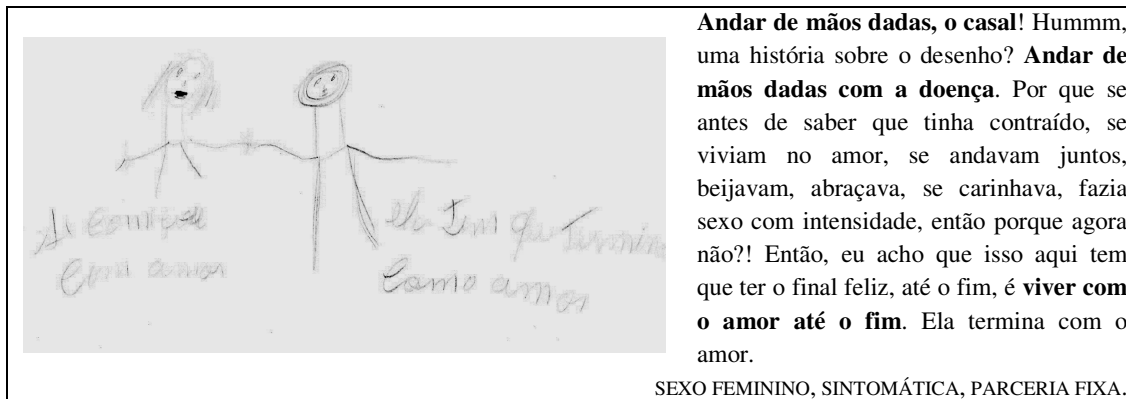 Andar de mãos dadas, o casal! Hummm,
uma história sobre o desenho? Andar de
mãos dadas com a doença. Por que se
antes de saber que tinha contraído, se
viviam no amor, se andavam juntos,
beijavam, abraçava, se carinhava, fazia
sexo com intensidade, então porque agora
não?! Então, eu acho que isso aqui tem
que ter o final feliz, até o fim, é viver com
o amor até o fim. Ela termina com o
amor.
SEXO FEMININO, SINTOMÁTICA, PARCERIA FIXA.
com amor
Ela Tem que Termina
Como amor